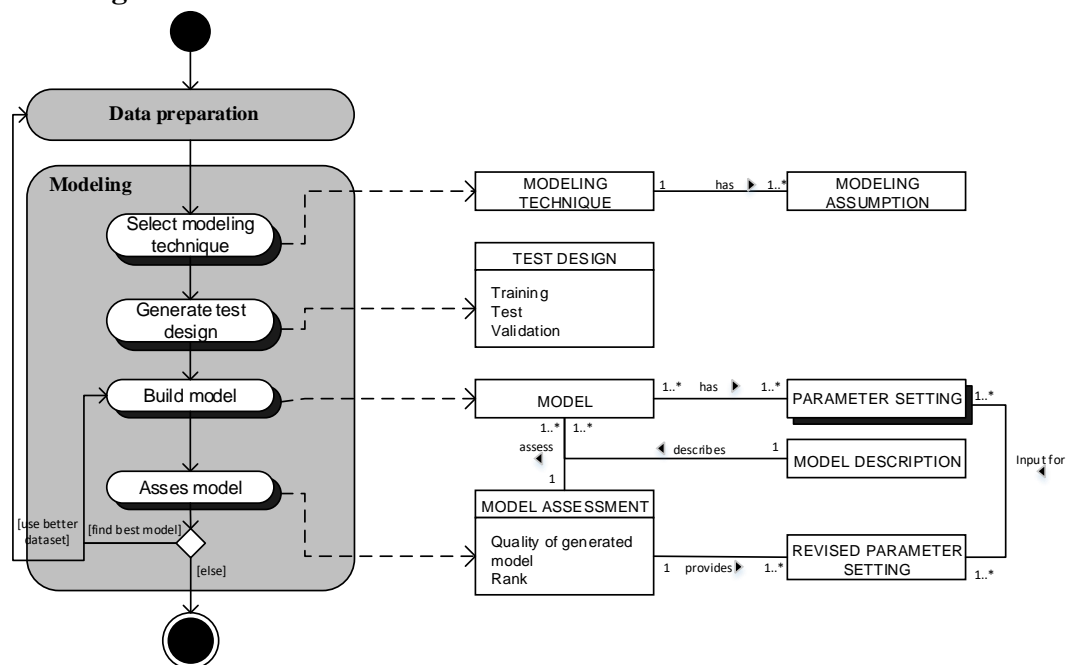 Data preparation
Modeling
Select modeling
technique
Generate test
design
Build model
Asses model
[use better
dataset]
[find best model]
[else]
MODELING
TECHNIQUE
1
has
1..*
MODELING
ASSUMPTION
TEST DESIGN
Training
Test
Validation
MODEL
1..*
has
1..*
PARAMETER SETTING
1..*
1..*
1..*
assess
describes
1
MODEL DESCRIPTION
Input for
1
MODEL ASSESSMENT
Quality of generated
model
Rank
1
provides
1..*
REVISED PARAMETER
SETTING
1..*